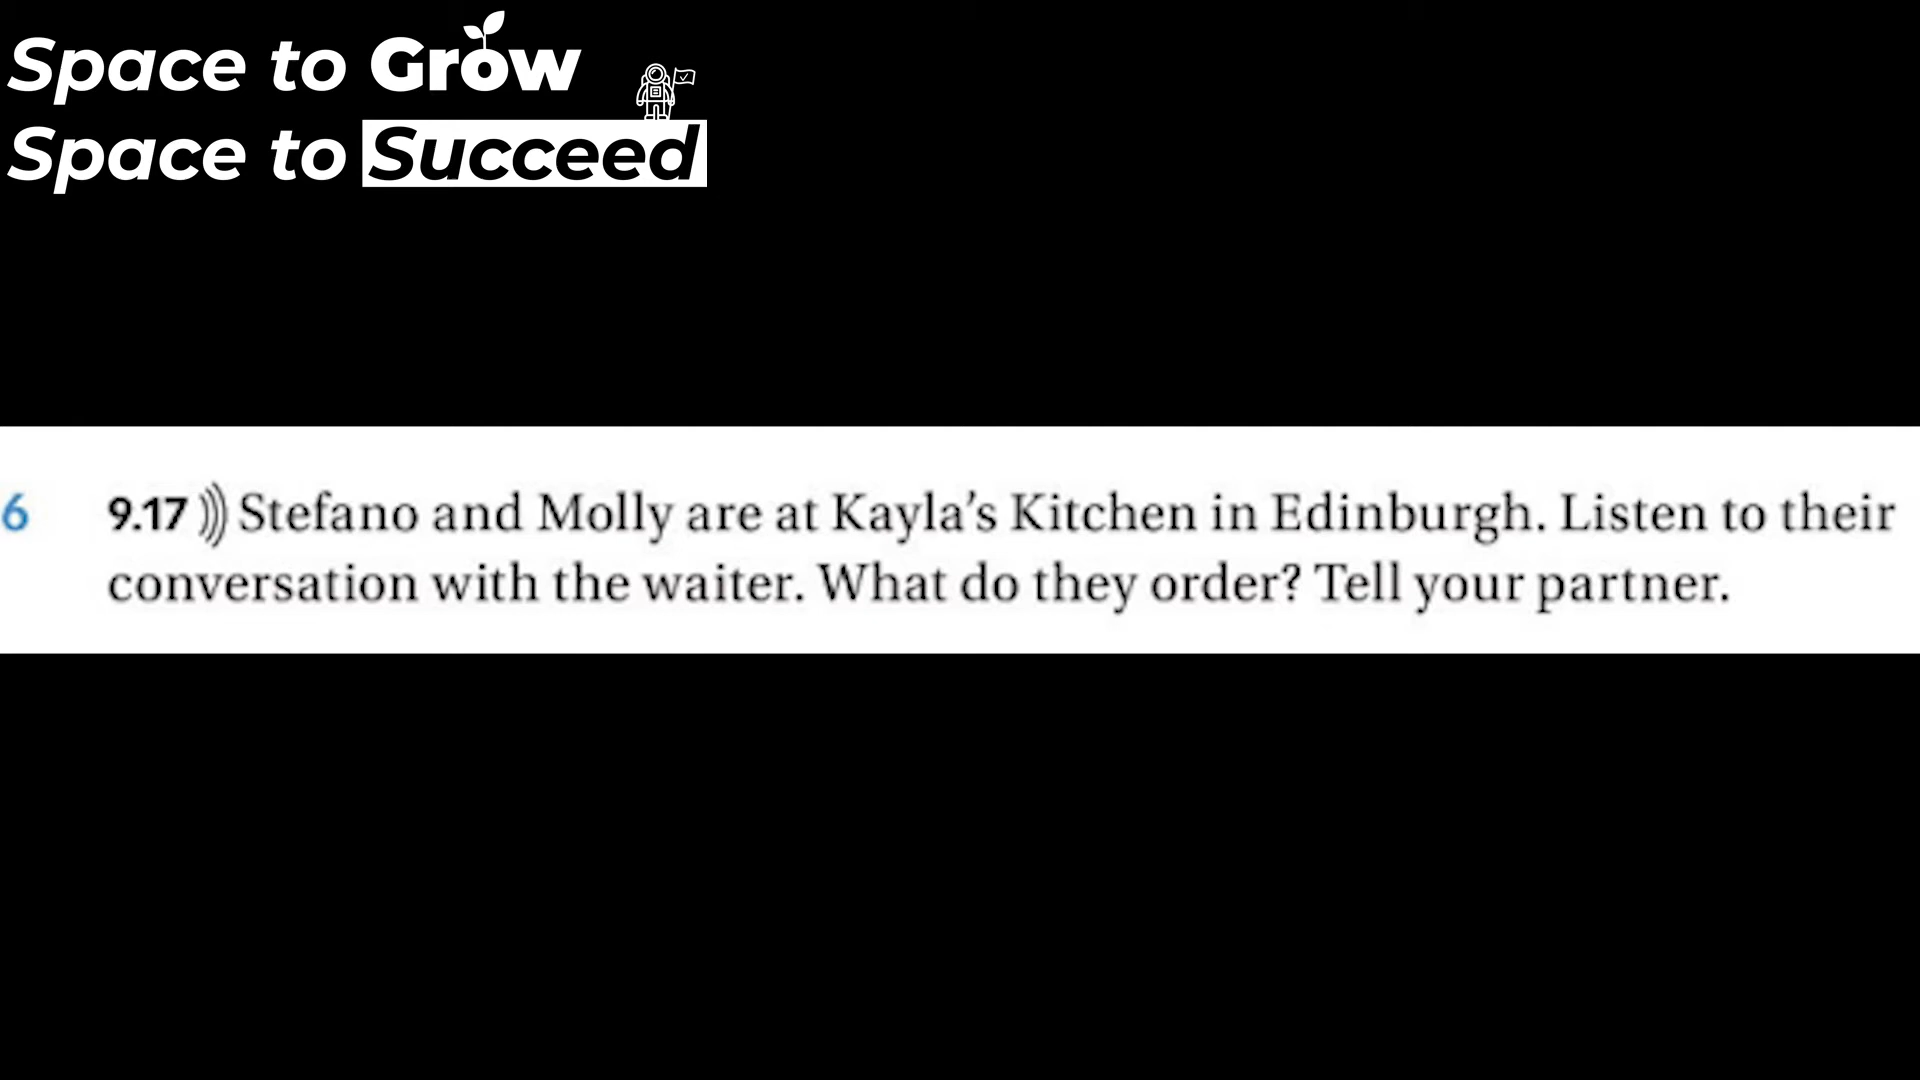 Space to Grow
Space to Succeed
6 9.17 Stefano and Molly are at Kayla's Kitchen in Edinburgh. Listen to their
conversation with the waiter. What do they order? Tell your partner.